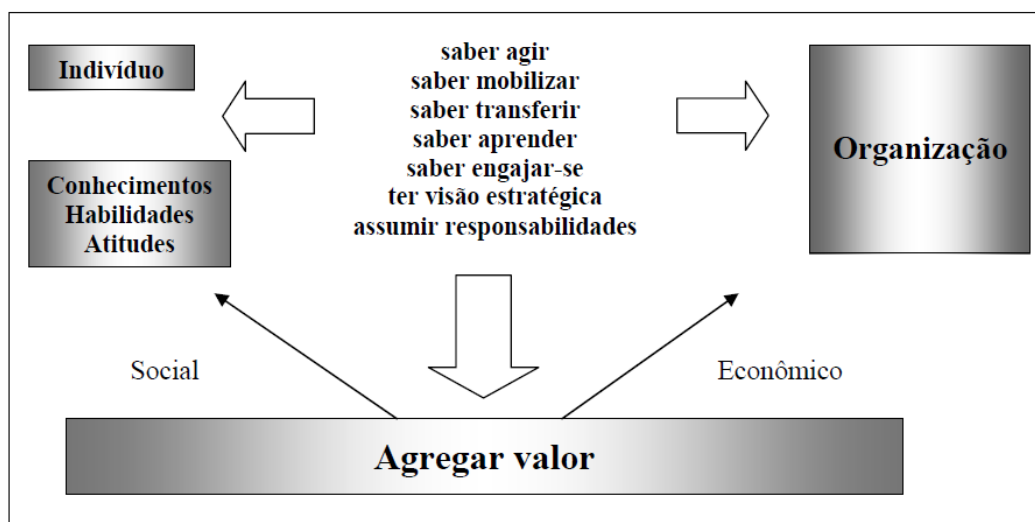 Indivíduo
Conhecimentos
Habilidades
Atitudes
saber agir
saber mobilizar
saber transferir
saber aprender
saber engajar-se
ter visão estratégica
assumir responsabilidades
Organização
Social
Econômico
Agregar valor